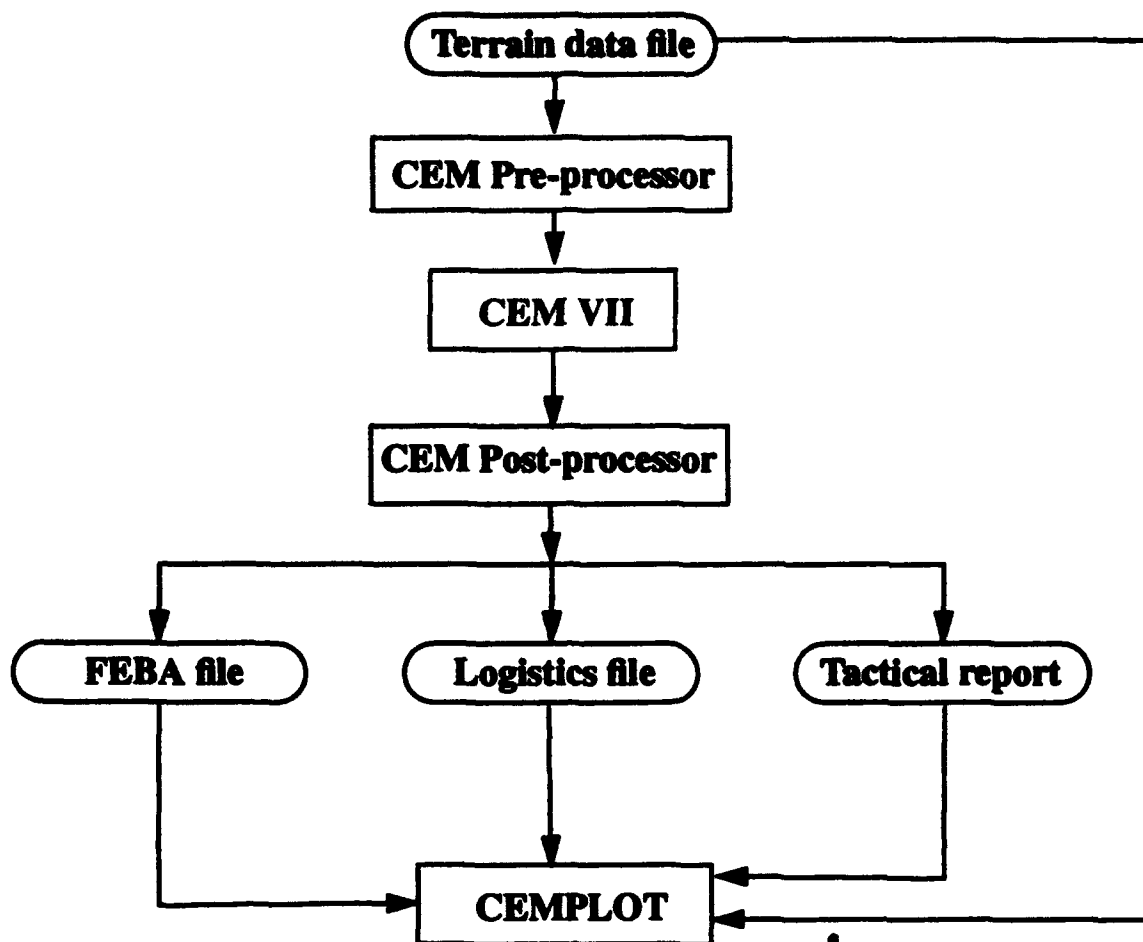 Terrain data file
CEM Pre-processor
CEM VII
CEM Post-processor
FEBA file
Logistics file
Tactical report
CEMPLOT